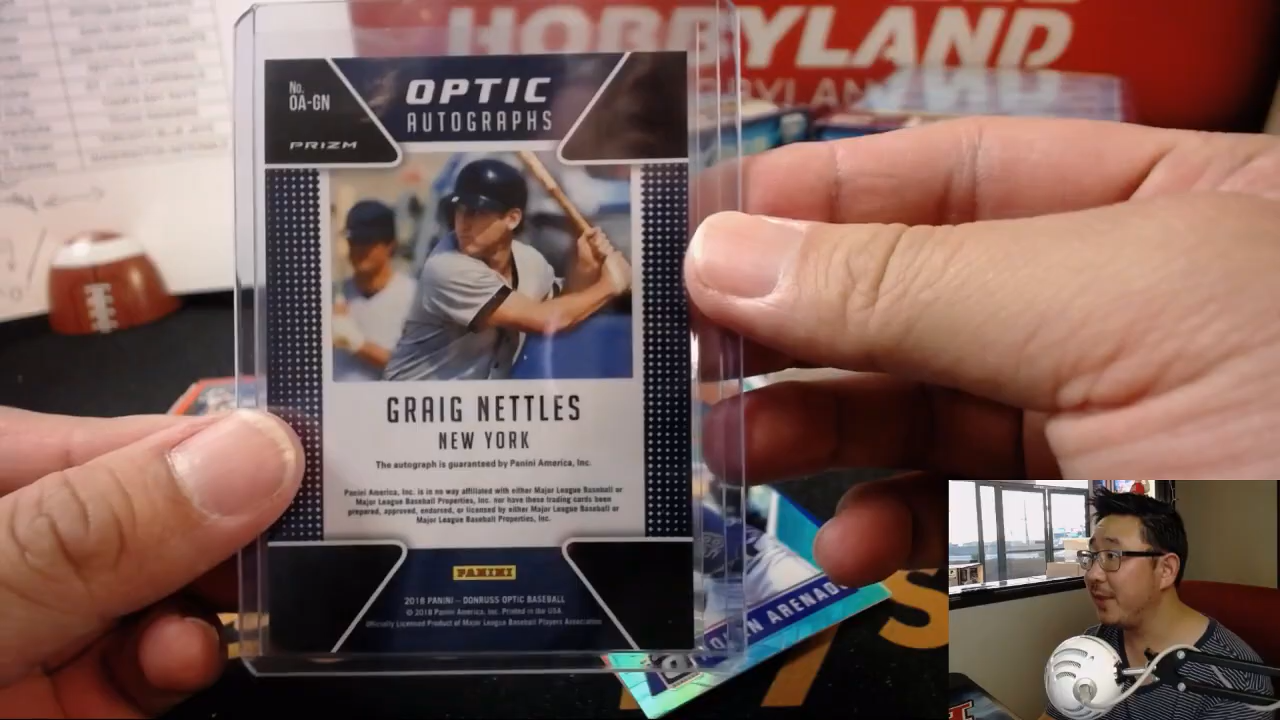 HOBBYLAND
No.
OA-GN
PRIZM
OPTIC
AUTOGRAPHS
GRAIG NETTLES
NEW YORK
The autograph is guaranteed by Panini America, Inc.
Panini America, Inc. is in no way affiliated with either Major League Baseball or
Major League Baseball Properties, Inc. nor have these trading cards been
prepared, approved, endorsed, or licensed by either Major League Baseball or
Major League Baseball Properties, Inc.
PANINI
2018 PANINI – DONRUSS OPTIC BASEBALL
© 2018 Panini America, Inc. Printed in the USA.
Officially Licensed Product of Major League Baseball Players Association
ARENADO